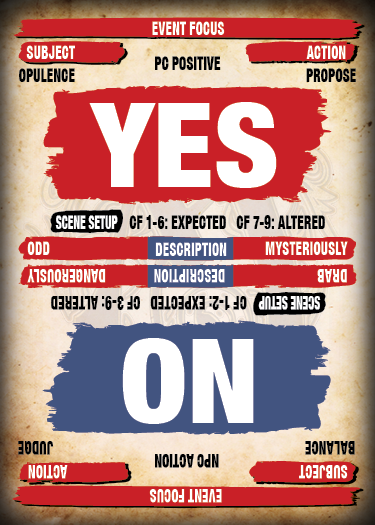 EVENT FOCUS
SUBJECT ACTION
OPULENCE PC POSITIVE PROPOSE
YES
SCENE SETUP CF 1-6: EXPECTED CF 7-9: ALTERED
ODD DESCRIPTION MYSTERIOUSLY
EVENT FOCUS
SUBJECT ACTION
BALANCE NPC ACTION JUDGE
NO
SCENE SETUP CF 1-2: EXPECTED CF 3-9: ALTERED
DRAB DESCRIPTION DANGEROUSLY